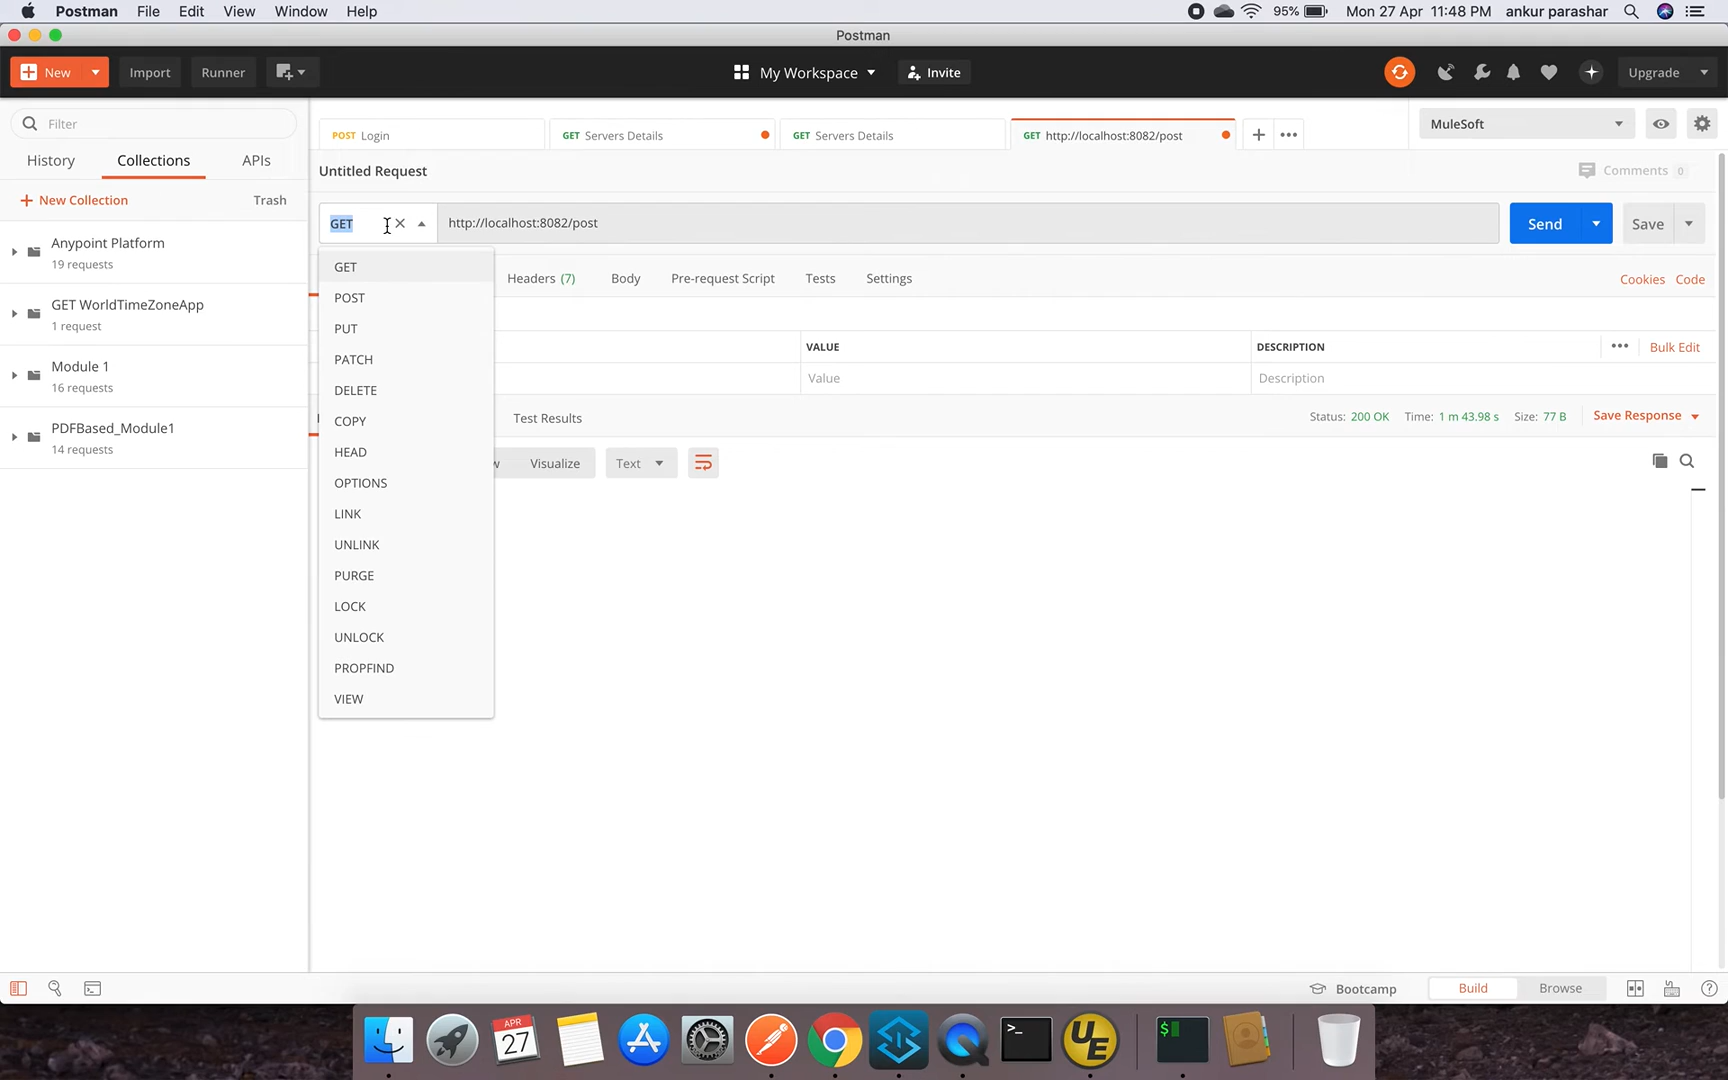 Postman File Edit View Window Help 95% Mon 27 Apr 11:48 PM ankur parashar
Postman
New Import Runner My Workspace Invite Upgrade
Filter
History Collections APIs
+ New Collection Trash
Anypoint Platform
19 requests
GET WorldTimeZoneApp
1 request
Module 1
16 requests
PDFBased_Module1
14 requests
POST Login GET Servers Details GET Servers Details GET http://localhost:8082/post + ••• MuleSoft
Untitled Request Comments 0
GET http://localhost:8082/post Send Save
Headers (7) Body Pre-request Script Tests Settings Cookies Code
VALUE DESCRIPTION ••• Bulk Edit
Value Description
Test Results Status: 200 OK Time: 1 m 43.98 s Size: 77 B Save Response
Visualize Text
GET
POST
PUT
PATCH
DELETE
COPY
HEAD
OPTIONS
LINK
UNLINK
PURGE
LOCK
UNLOCK
PROPFIND
VIEW
Bootcamp Build Browse
APR
27
>_
UE
$